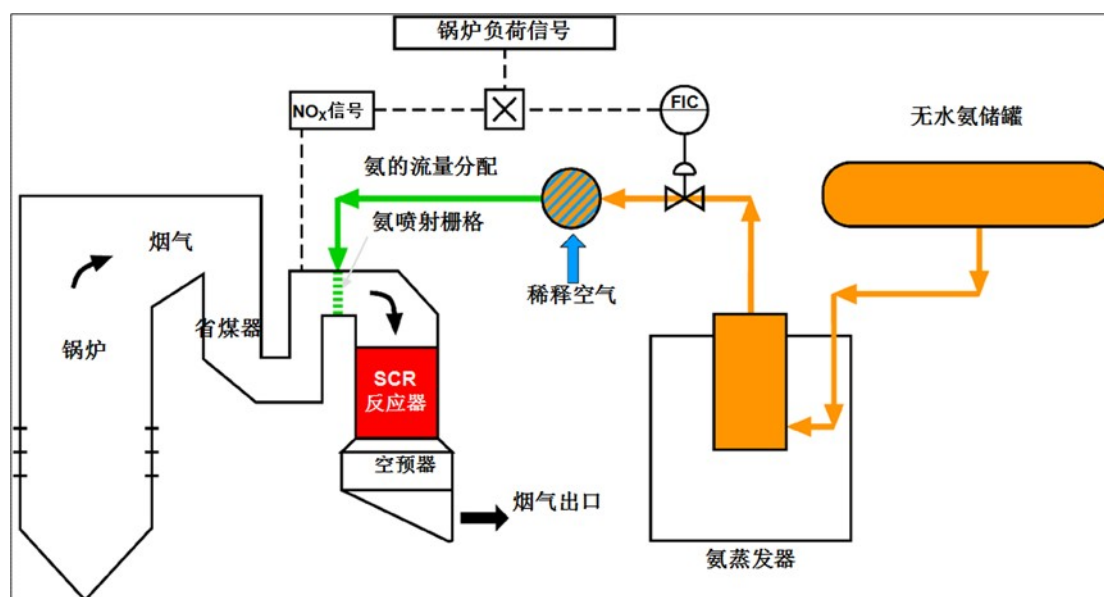 锅炉负荷信号
NOX信号
FIC
无水氨储罐
氨的流量分配
氨喷射栅格
烟气
稀释空气
省煤器
锅炉
SCR
反应器
空预器
烟气出口
氨蒸发器